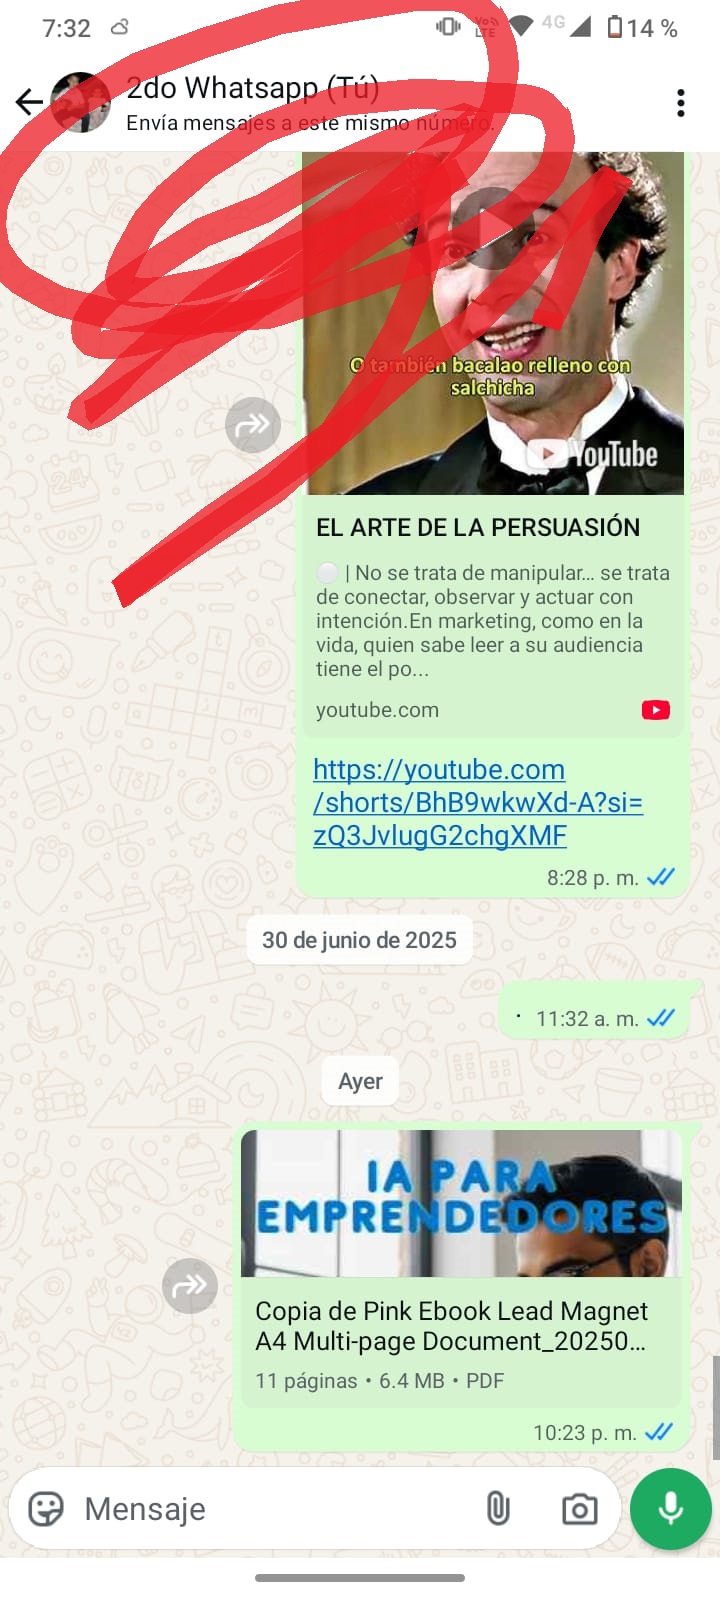 7:32
Vo)) LTE 4G 14 %
2do Whatsapp (Tú)
Envía mensajes a este mismo número.
O también bacalao relleno con
salchicha
YouTube
EL ARTE DE LA PERSUASIÓN
| No se trata de manipular... se trata
de conectar, observar y actuar con
intención.En marketing, como en la
vida, quien sabe leer a su audiencia
tiene el po...
youtube.com
https://youtube.com
/shorts/BhB9wkwXd-A?si=
zQ3JvlugG2chgXMF
8:28 p. m.
30 de junio de 2025
. 11:32 a. m.
Ayer
IA PARA
EMPRENDEDORES
Copia de Pink Ebook Lead Magnet
A4 Multi-page Document_20250...
11 páginas • 6.4 MB • PDF
10:23 p. m.
Mensaje